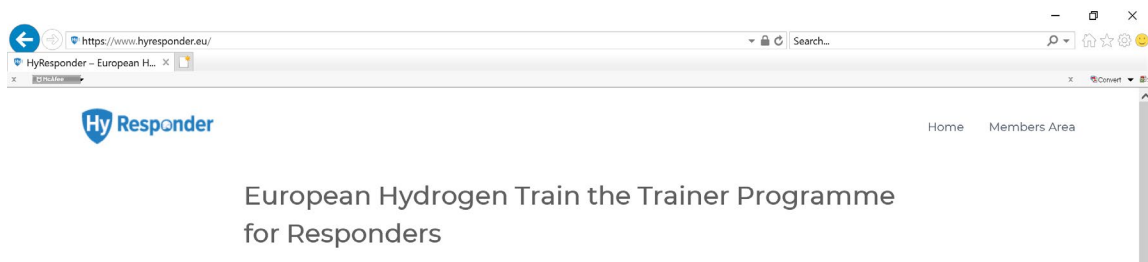 https://www.hyresponder.eu/
Search...
HyResponder – European H...
McAfee
Convert
Hy Responder
Home Members Area
European Hydrogen Train the Trainer Programme
for Responders